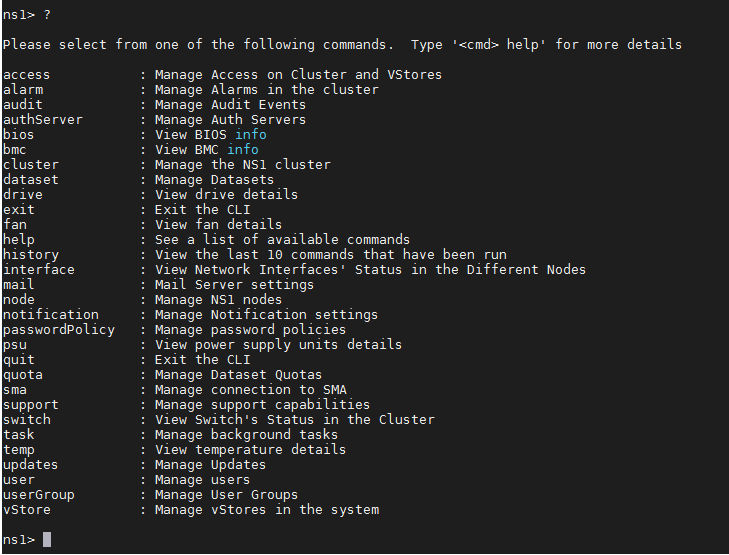 ns1> ?
Please select from one of the following commands.  Type '<cmd> help' for more details
access           : Manage Access on Cluster and VStores
alarm            : Manage Alarms in the cluster
audit            : Manage Audit Events
authServer       : Manage Auth Servers
bios             : View BIOS info
bmc              : View BMC info
cluster          : Manage the NS1 cluster
dataset          : Manage Datasets
drive            : View drive details
exit             : Exit the CLI
fan              : View fan details
help             : See a list of available commands
history          : View the last 10 commands that have been run
interface        : View Network Interfaces' Status in the Different Nodes
mail             : Mail Server settings
node             : Manage NS1 nodes
notification     : Manage Notification settings
passwordPolicy   : Manage password policies
psu              : View power supply units details
quit             : Exit the CLI
quota            : Manage Dataset Quotas
sma              : Manage connection to SMA
support          : Manage support capabilities
switch           : View Switch's Status in the Cluster
task             : Manage background tasks
temp             : View temperature details
updates          : Manage Updates
user             : Manage users
userGroup        : Manage User Groups
vStore           : Manage vStores in the system
ns1>